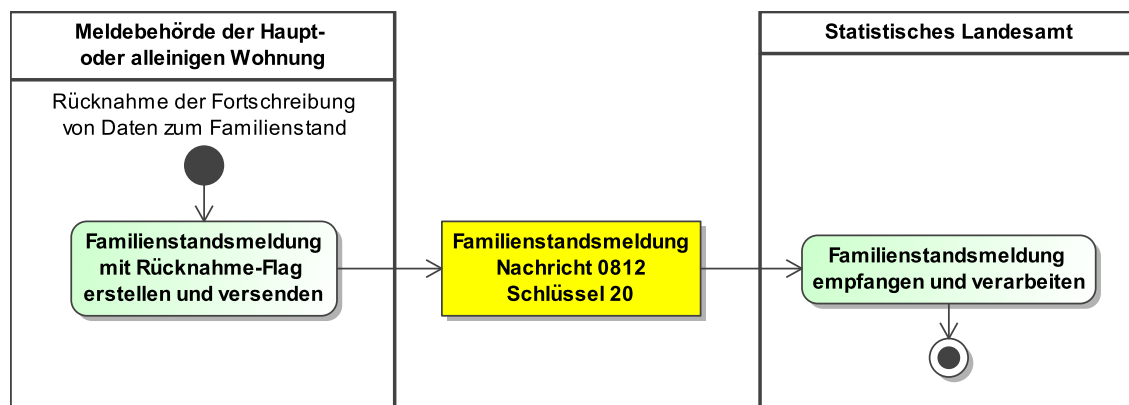 Meldebehörde der Haupt-
oder alleinigen Wohnung
Statistisches Landesamt
Rücknahme der Fortschreibung
von Daten zum Familienstand
Familienstandsmeldung
mit Rücknahme-Flag
erstellen und versenden
Familienstandsmeldung
Nachricht 0812
Schlüssel 20
Familienstandsmeldung
empfangen und verarbeiten